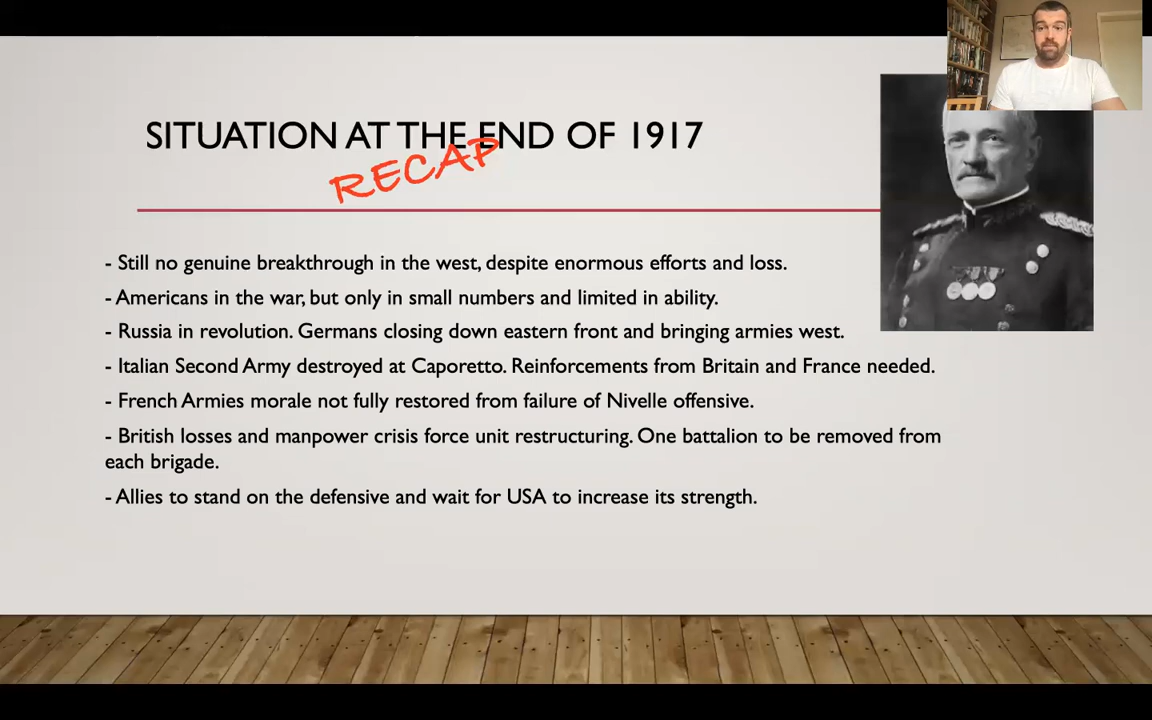 SITUATION AT THE END OF 1917
RECAP
- Still no genuine breakthrough in the west, despite enormous efforts and loss.
- Americans in the war, but only in small numbers and limited in ability.
- Russia in revolution. Germans closing down eastern front and bringing armies west.
- Italian Second Army destroyed at Caporetto. Reinforcements from Britain and France needed.
- French Armies morale not fully restored from failure of Nivelle offensive.
- British losses and manpower crisis force unit restructuring. One battalion to be removed from
each brigade.
- Allies to stand on the defensive and wait for USA to increase its strength.